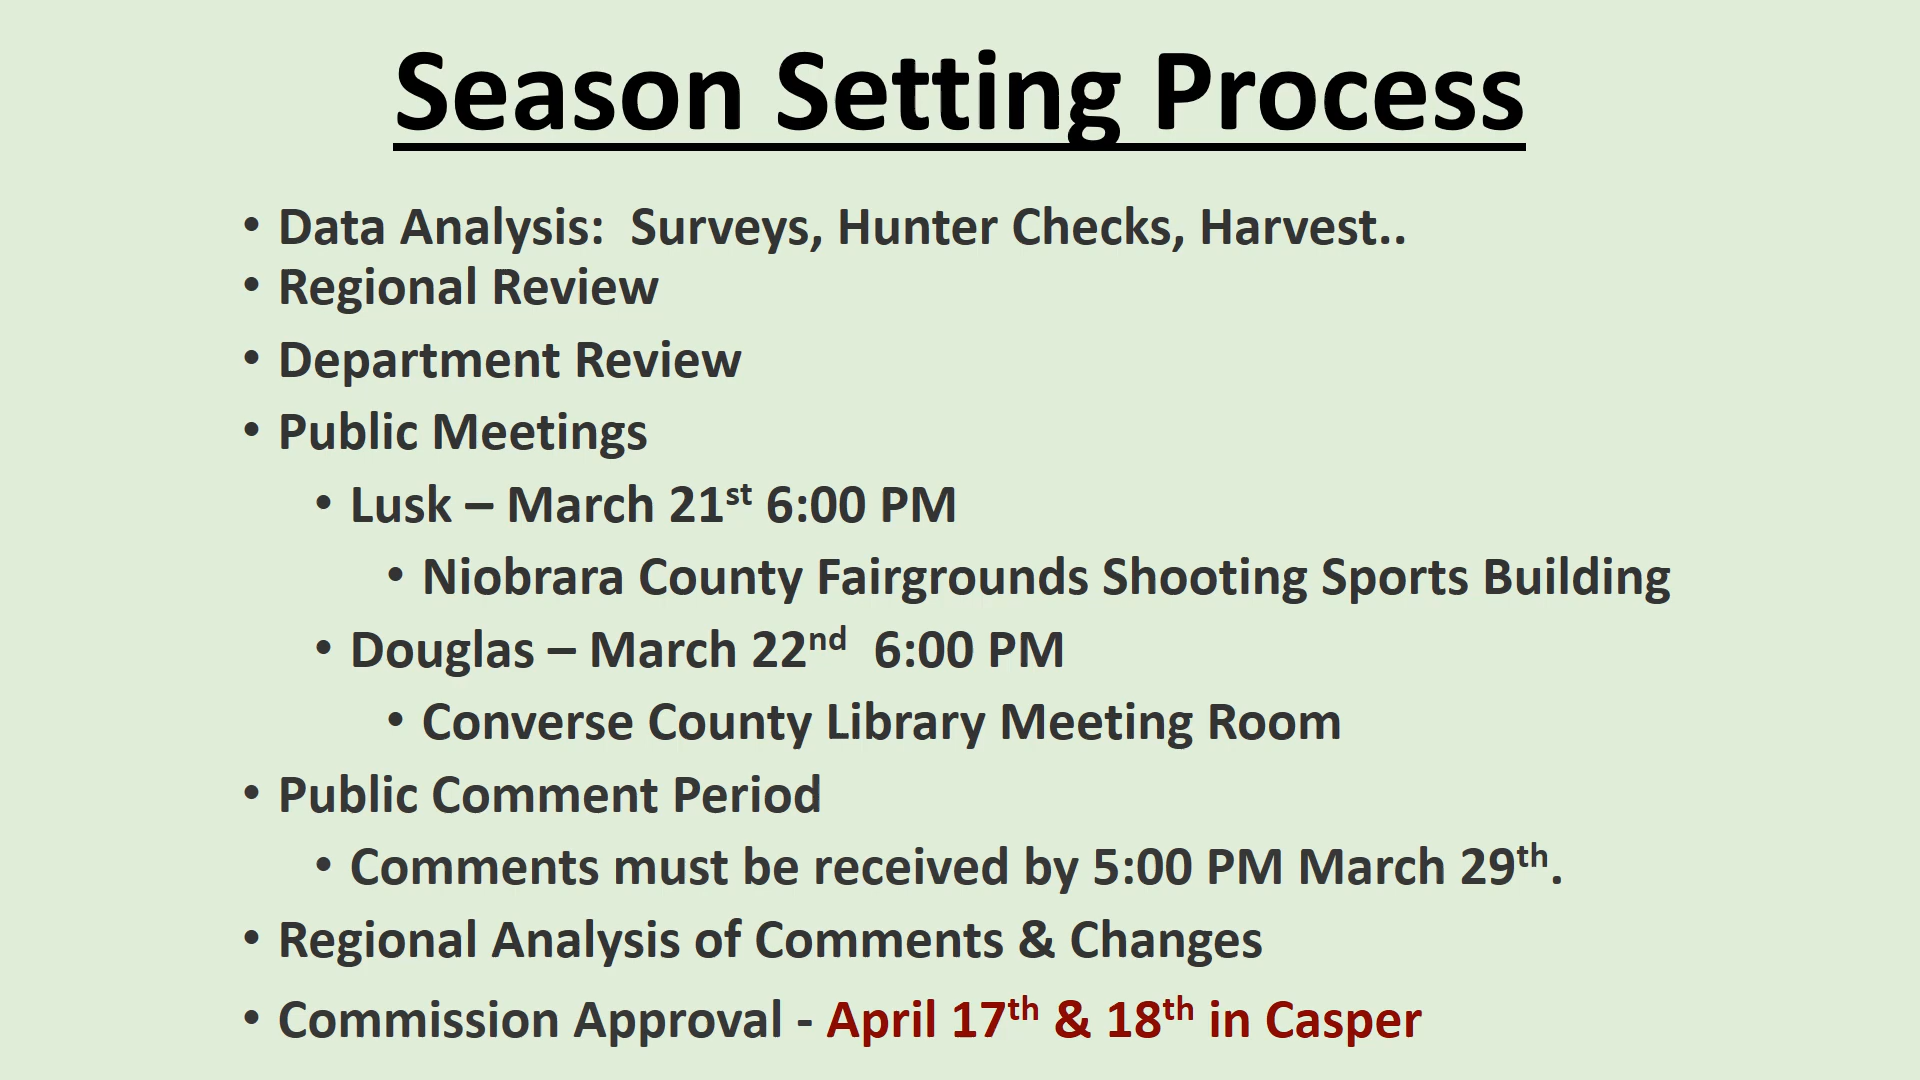 Season Setting Process
• Data Analysis:  Surveys, Hunter Checks, Harvest..
• Regional Review
• Department Review
• Public Meetings
• Lusk – March 21st 6:00 PM
• Niobrara County Fairgrounds Shooting Sports Building
• Douglas – March 22nd  6:00 PM
• Converse County Library Meeting Room
• Public Comment Period
• Comments must be received by 5:00 PM March 29th.
• Regional Analysis of Comments & Changes
• Commission Approval - April 17th & 18th in Casper